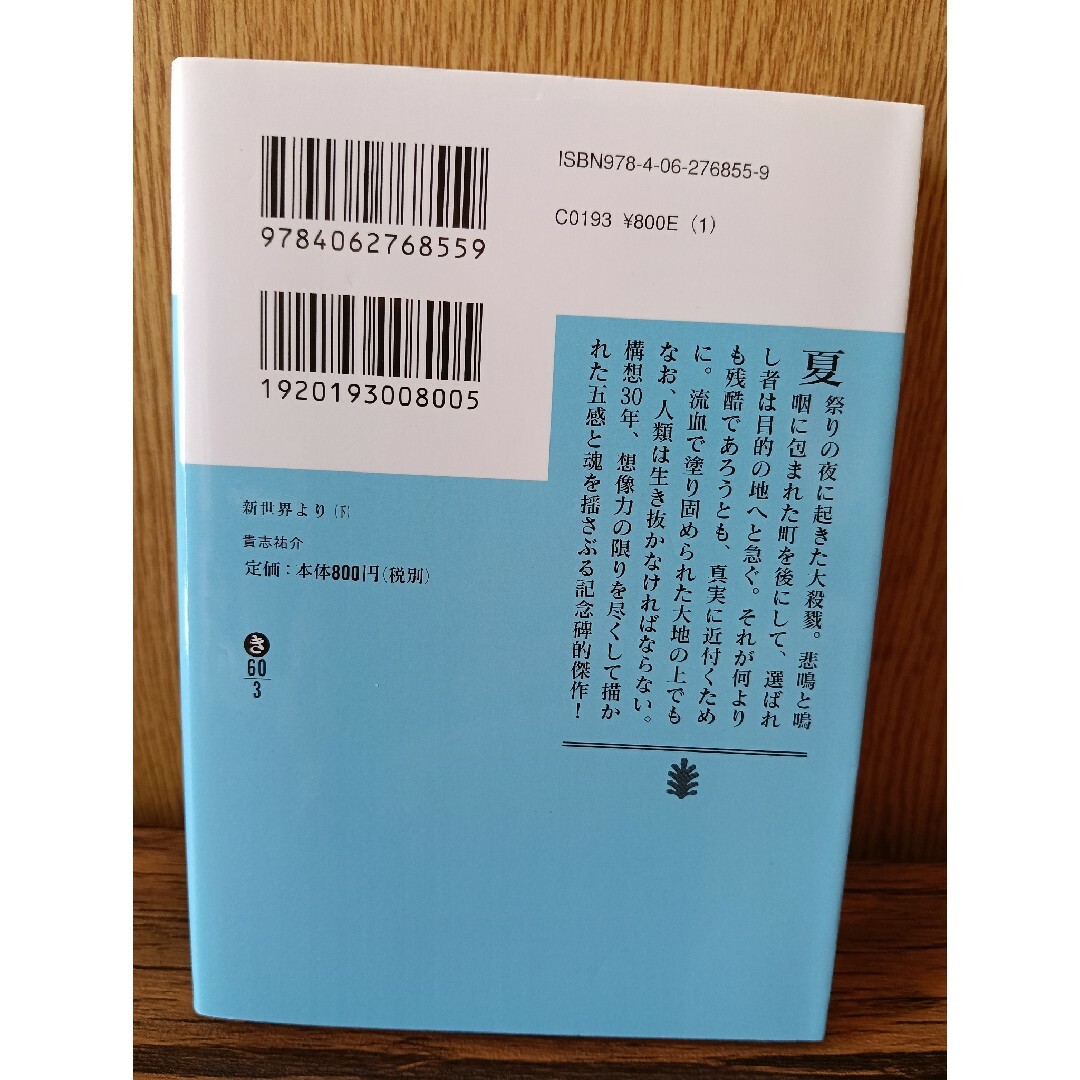 ISBN978-4-06-276855-9
C0193 ¥800E (1)
9784062768559
1920193008005
夏祭りの夜に起きた大殺戮。悲鳴と嗚
咽に包まれた町を後にして、選ばれ
し者は目的の地へと急ぐ。それが何より
も残酷であろうとも、真実に近付くため
に。流血で塗り固められた大地の上でも
なお、人類は生き抜かなければならない。
構想30年、想像力の限りを尽くして描か
れた五感と魂を揺さぶる記念碑的傑作！
新世界より(下)
貴志祐介
定価：本体800円(税別)
き
60
3